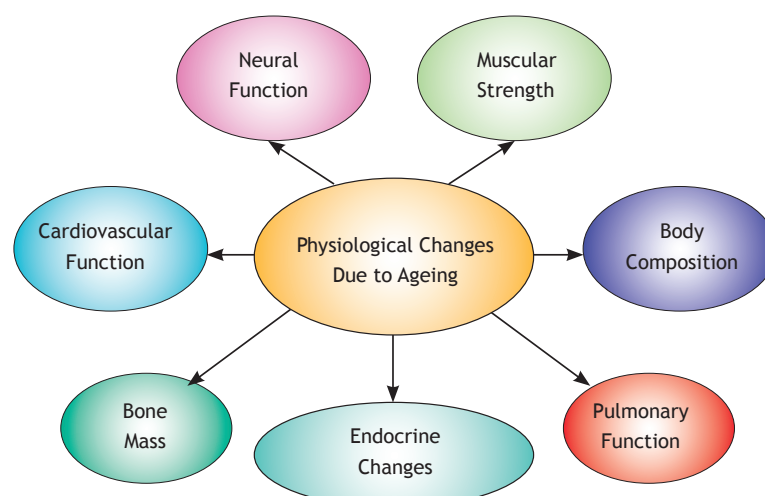 Neural
Function
Muscular
Strength
Cardiovascular
Function
Physiological Changes
Due to Ageing
Body
Composition
Bone
Mass
Endocrine
Changes
Pulmonary
Function